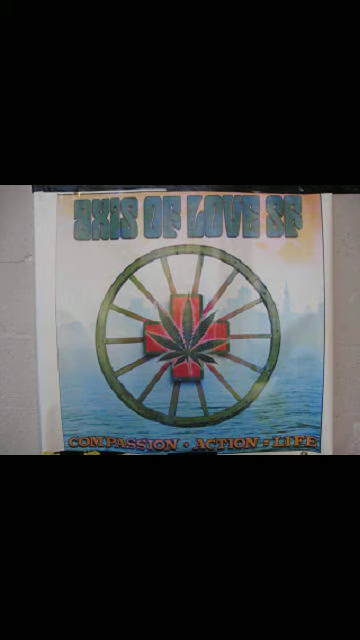 AXIS OF LOVE SF
COMPASSION • ACTION = LIFE